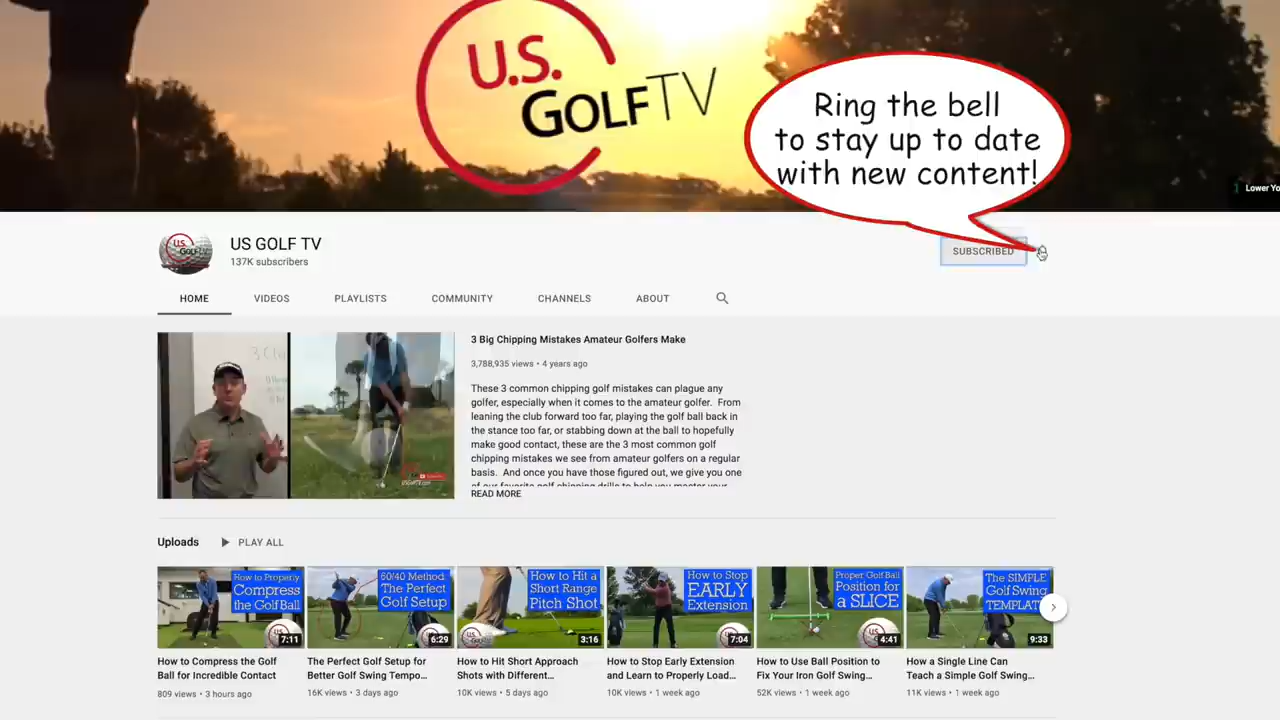 U.S.
GOLFTV
Ring the bell
to stay up to date
with new content!
Lower Yo
US GOLF TV
137K subscribers
SUBSCRIBED
HOME
VIDEOS
PLAYLISTS
COMMUNITY
CHANNELS
ABOUT
3 Big Chipping Mistakes Amateur Golfers Make
3,788,935 views • 4 years ago
These 3 common chipping golf mistakes can plague any
golfer, especially when it comes to the amateur golfer. From
leaning the club forward too far, playing the golf ball back in
the stance too far, or stabbing down at the ball to hopefully
make good contact, these are the 3 most common golf
chipping mistakes we see from amateur golfers on a regular
basis. And once you have those figured out, we give you one
of our favorite golf chipping drills to help you master your
READ MORE
Uploads
PLAY ALL
How to Properly
Compress
the Golf Ball
7:11
60/40 Method
The Perfect
Golf Setup
6:29
How to Hit a
Short Range
Pitch Shot
3:16
How to Stop
EARLY
Extension
7:04
Proper Golf Ball
Position for
a SLICE
4:41
The SIMPLE
Golf Swing
TEMPLATE
9:33
How to Compress the Golf
Ball for Incredible Contact
809 views • 3 hours ago
The Perfect Golf Setup for
Better Golf Swing Tempo...
16K views • 3 days ago
How to Hit Short Approach
Shots with Different...
10K views • 5 days ago
How to Stop Early Extension
and Learn to Properly Load...
10K views • 1 week ago
How to Use Ball Position to
Fix Your Iron Golf Swing...
52K views • 1 week ago
How a Single Line Can
Teach a Simple Golf Swing...
11K views • 1 week ago